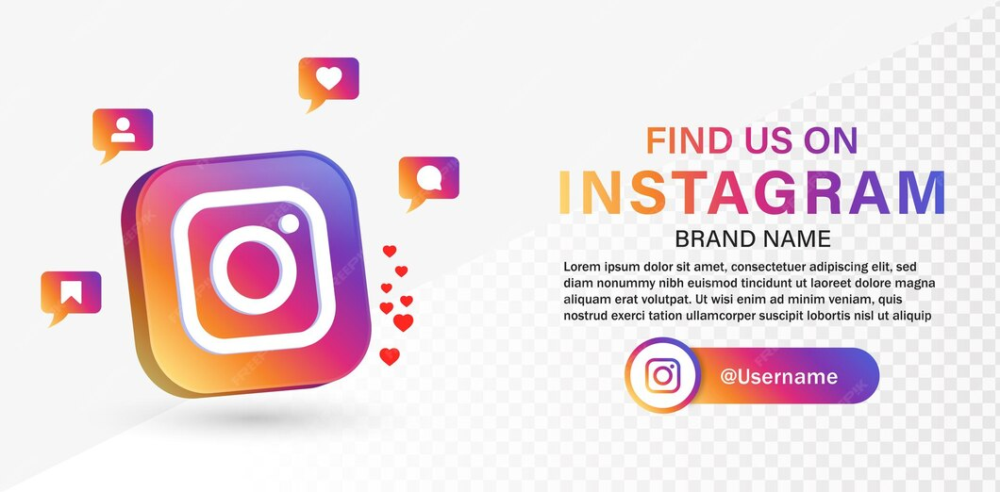 FIND US ON
INSTAGRAM
BRAND NAME
Lorem ipsum dolor sit amet, consectetuer adipiscing elit, sed
diam nonummy nibh euismod tincidunt ut laoreet dolore magna
aliquam erat volutpat. Ut wisi enim ad minim veniam, quis
nostrud exerci tation ullamcorper suscipit lobortis nisl ut aliquip
@Username